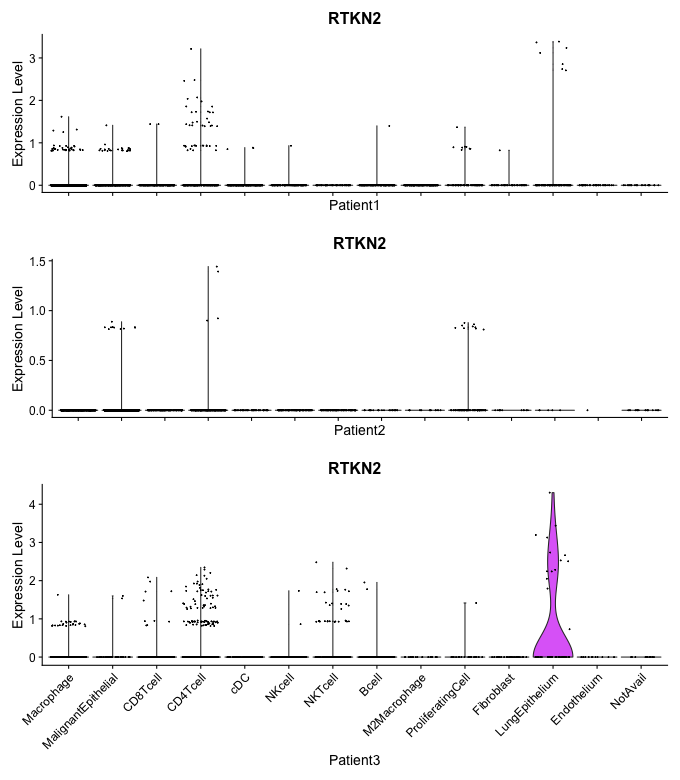 RTKN2
Expression Level
3
2
1
0
Patient1
RTKN2
Expression Level
1.5
1.0
0.5
0.0
Patient2
RTKN2
Expression Level
4
3
2
1
0
Macrophage
MalignantEpithelial
CD8Tcell
CD4Tcell
cDC
NKcell
NKTcell
Bcell
M2Macrophage
ProliferatingCell
Fibroblast
LungEpithelium
Endothelium
NotAvail
Patient3